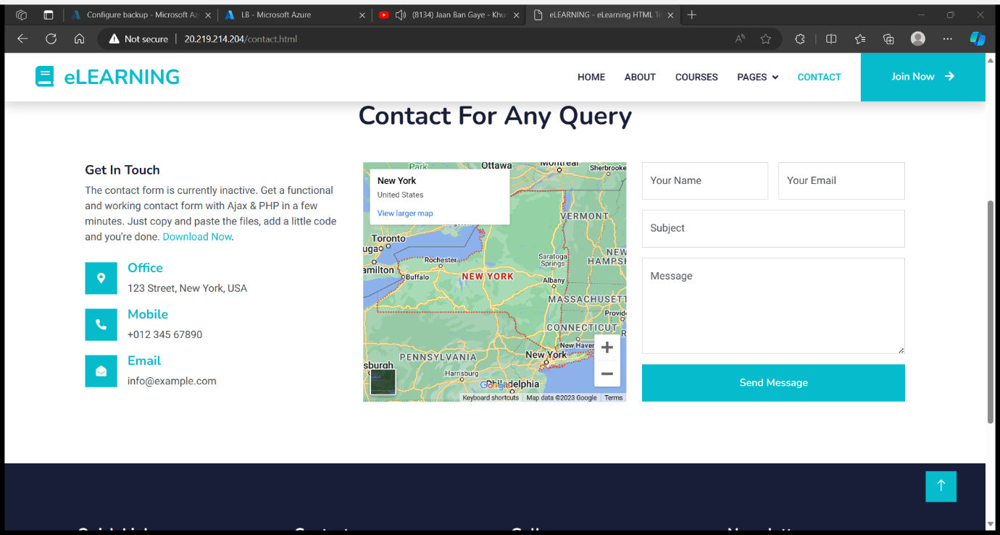 Configure backup - Microsoft Az
LB - Microsoft Azure
(8134) Jaan Ban Gaye - Khu
eLEARNING - eLearning HTML Te
Not secure
20.219.214.204/contact.html
eLEARNING
HOME
ABOUT
COURSES
PAGES
CONTACT
Join Now
Contact For Any Query
Get In Touch
The contact form is currently inactive. Get a functional
and working contact form with Ajax & PHP in a few
minutes. Just copy and paste the files, add a little code
and you're done. Download Now.
Office
123 Street, New York, USA
Mobile
+012 345 67890
Email
info@example.com
Park
Ottawa
Montreal
Sherbrooke
New York
United States
View larger map
VERMONT
Toronto
Rochester
Saratoga
Springs
NEW
HAMPSH
amilton
Buffalo
NEW YORK
Albany
MASSACHUSETT
Provid
CONNECTICUT
R
New Haven
PENNSYLVANIA
New York
sburgh
Harrisburg
Philadelphia
Google
Keyboard shortcuts
Map data ©2023 Google
Terms
Your Name
Your Email
Subject
Message
Send Message